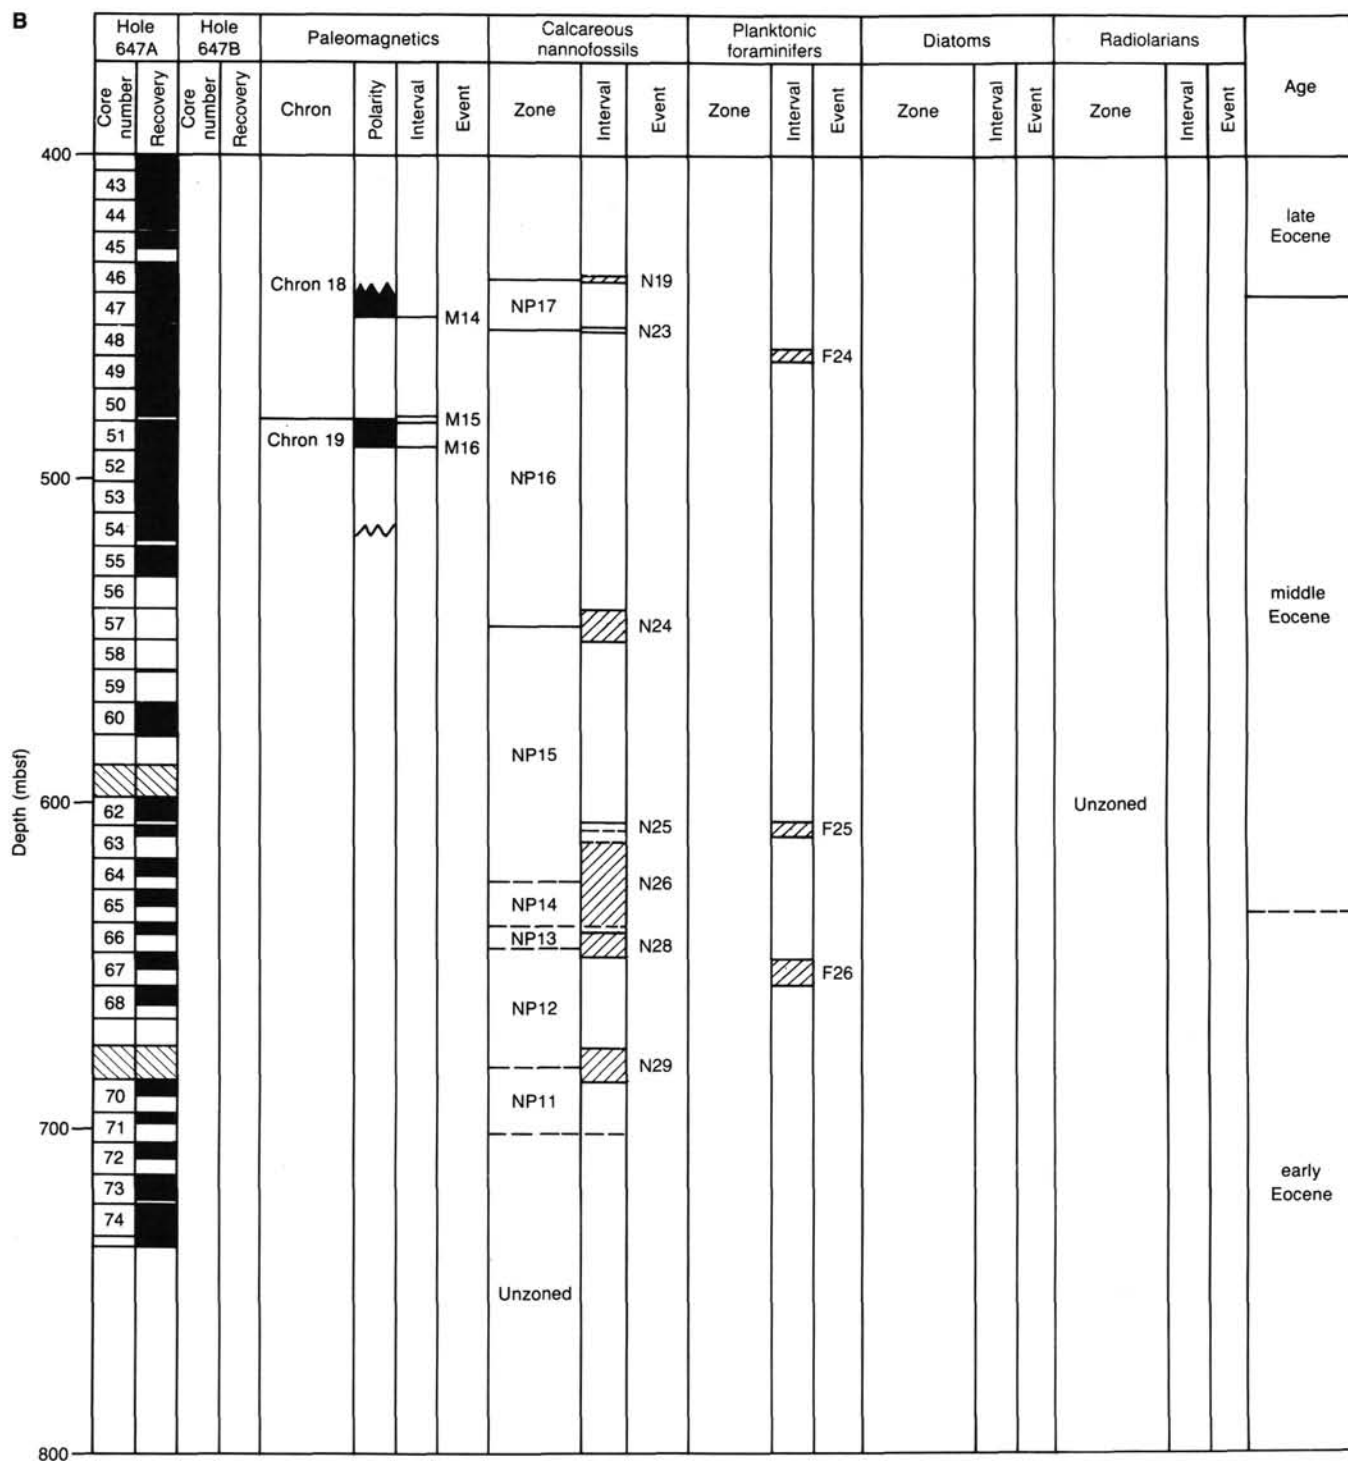 B
Hole
647A
Hole
647B
Paleomagnetics
Calcareous
nannofossils
Planktonic
foraminifers
Diatoms
Radiolarians
Age
Core
number
Recovery
Core
number
Recovery
Chron
Polarity
Interval
Event
Zone
Interval
Event
Zone
Interval
Event
Zone
Interval
Event
Zone
Interval
Event
Depth (mbsf)
400
500
600
700
800
43
44
45
46
47
48
49
50
51
52
53
54
55
56
57
58
59
60
62
63
64
65
66
67
68
70
71
72
73
74
Chron 18
Chron 19
M14
M15
M16
NP17
NP16
NP15
NP14
NP13
NP12
NP11
Unzoned
N19
N23
N24
N25
N26
N28
N29
F24
F25
F26
Unzoned
late
Eocene
middle
Eocene
early
Eocene